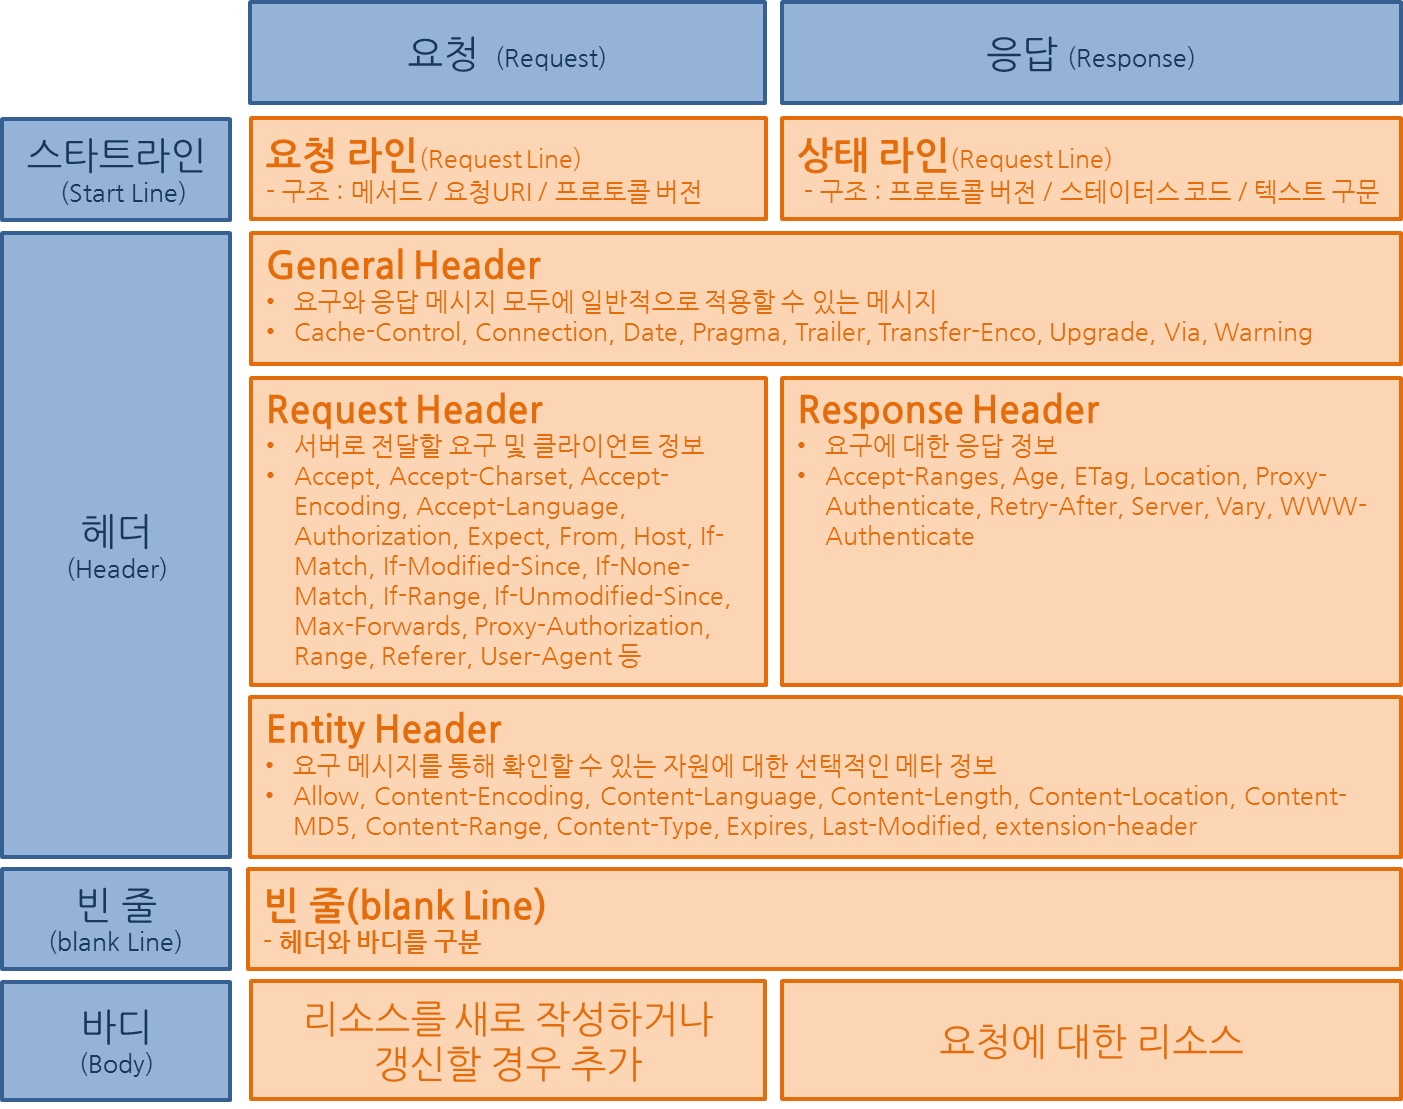 요청 (Request)
응답 (Response)
스타트라인
(Start Line)
요청 라인(Request Line)
- 구조 : 메서드 / 요청URI / 프로토콜 버전
상태 라인(Request Line)
- 구조 : 프로토콜 버전 / 스테이터스 코드 / 텍스트 구문
헤더
(Header)
General Header
• 요구와 응답 메시지 모두에 일반적으로 적용할 수 있는 메시지
• Cache-Control, Connection, Date, Pragma, Trailer, Transfer-Enco, Upgrade, Via, Warning
Request Header
• 서버로 전달할 요구 및 클라이언트 정보
• Accept, Accept-Charset, Accept-
Encoding, Accept-Language,
Authorization, Expect, From, Host, If-
Match, If-Modified-Since, If-None-
Match, If-Range, If-Unmodified-Since,
Max-Forwards, Proxy-Authorization,
Range, Referer, User-Agent 등
Response Header
• 요구에 대한 응답 정보
• Accept-Ranges, Age, ETag, Location, Proxy-
Authenticate, Retry-After, Server, Vary, WWW-
Authenticate
Entity Header
• 요구 메시지를 통해 확인할 수 있는 자원에 대한 선택적인 메타 정보
• Allow, Content-Encoding, Content-Language, Content-Length, Content-Location, Content-
MD5, Content-Range, Content-Type, Expires, Last-Modified, extension-header
빈 줄
(blank Line)
빈 줄(blank Line)
- 헤더와 바디를 구분
바디
(Body)
리소스를 새로 작성하거나
갱신할 경우 추가
요청에 대한 리소스